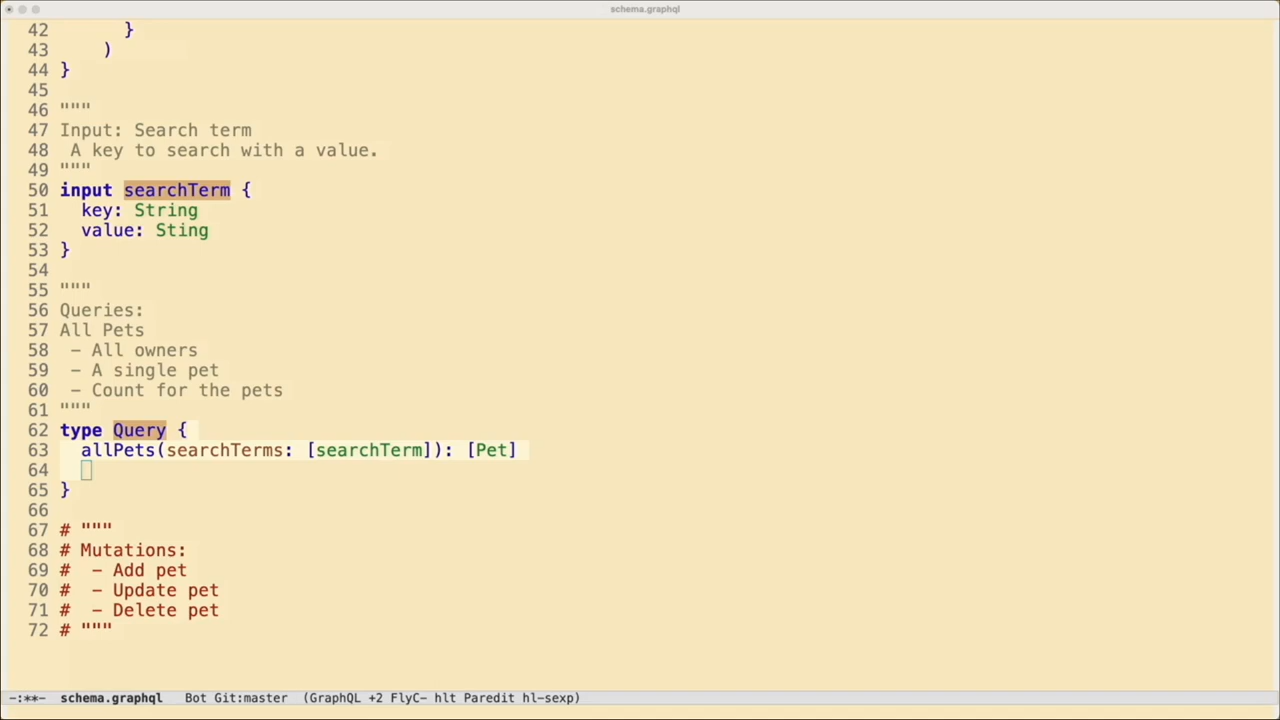 schema.graphql
42 }
43 )
44 }
45
46 """
47 Input: Search term
48 A key to search with a value.
49 """
50 input searchTerm {
51 key: String
52 value: Sting
53 }
54
55 """
56 Queries:
57 All Pets
58 - All owners
59 - A single pet
60 - Count for the pets
61 """
62 type Query {
63 allPets(searchTerms: [searchTerm]): [Pet]
64
65 }
66
67 # """
68 # Mutations:
69 # - Add pet
70 # - Update pet
71 # - Delete pet
72 # """
-:**- schema.graphql Bot Git:master (GraphQL +2 FlyC- hlt Paredit hl-sexp)